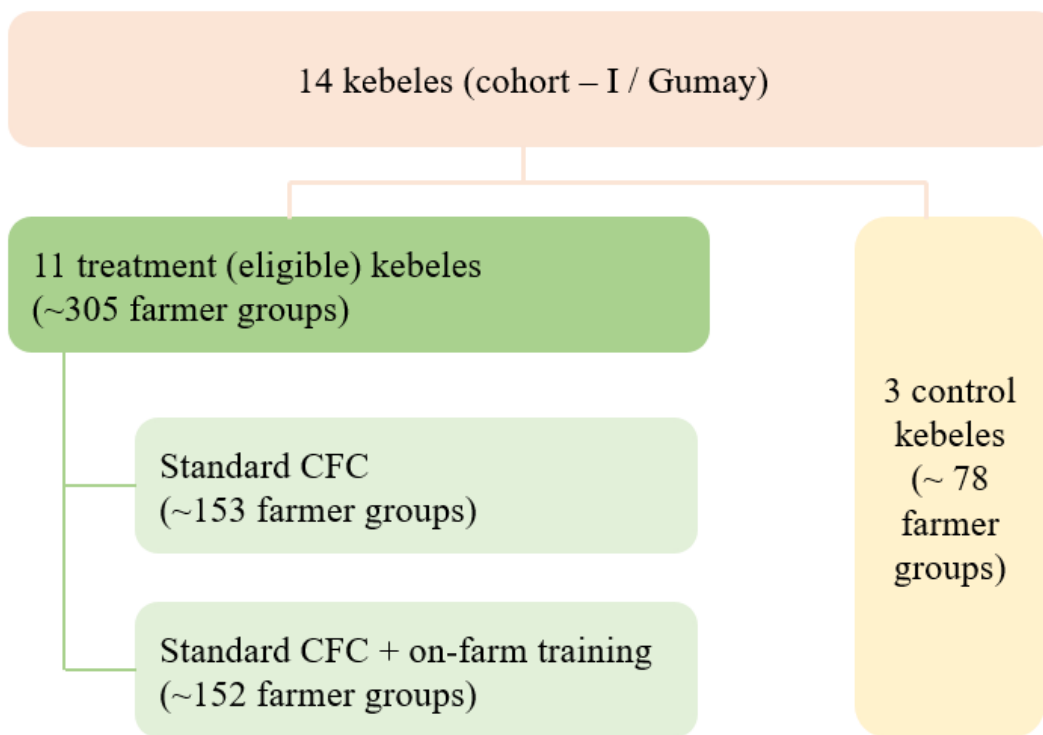 14 kebeles (cohort – I / Gumay)
11 treatment (eligible) kebeles
(~305 farmer groups)
Standard CFC
(~153 farmer groups)
Standard CFC + on-farm training
(~152 farmer groups)
3 control
kebeles
(~ 78
farmer
groups)